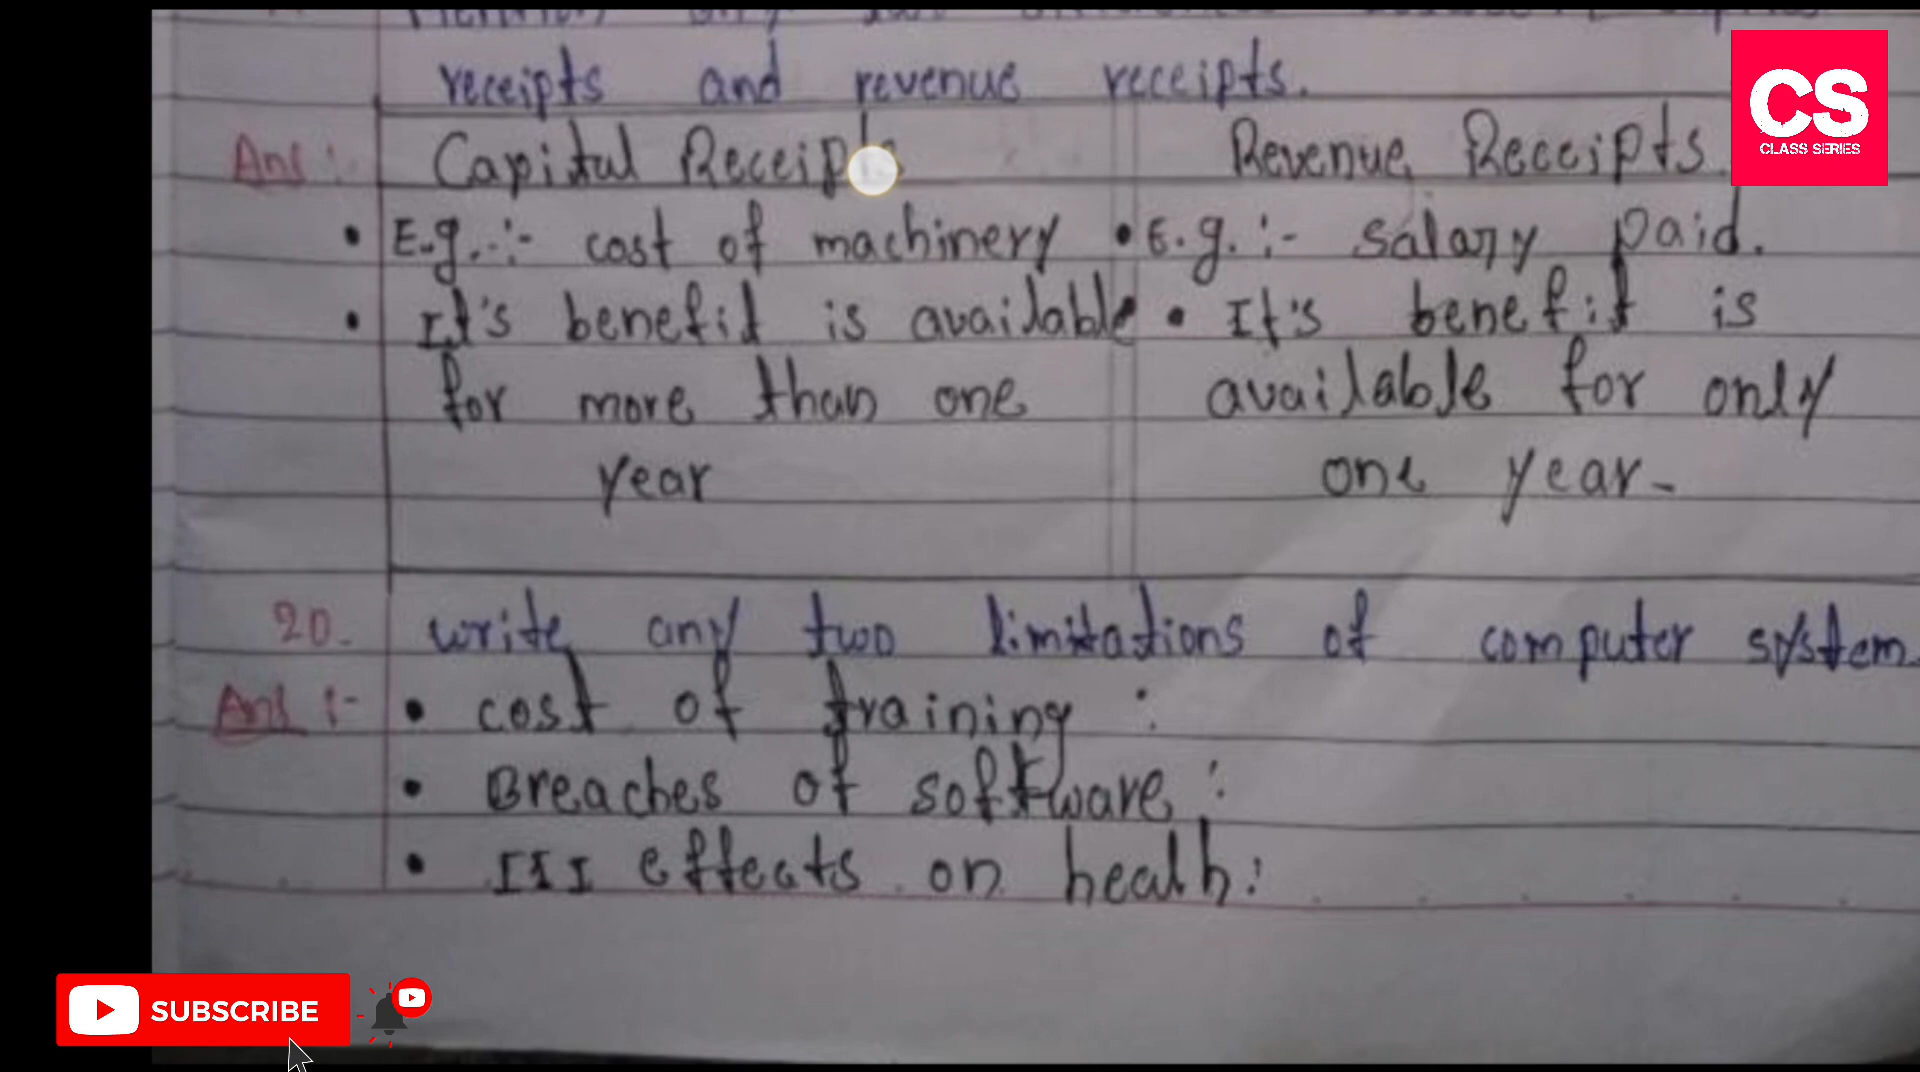 receipts and revenue receipts.
Ans :- Capital Receipts Revenue Receipts.
• E.g. :- cost of machinery • E.g. :- salary paid.
• It's benefit is available • It's benefit is
for more than one available for only
year one year-
20. write any two limitations of computer system.
Ans :- • cost of training :
• Breaches of software :
• III effects on healh :
CS
CLASS SERIES
SUBSCRIBE